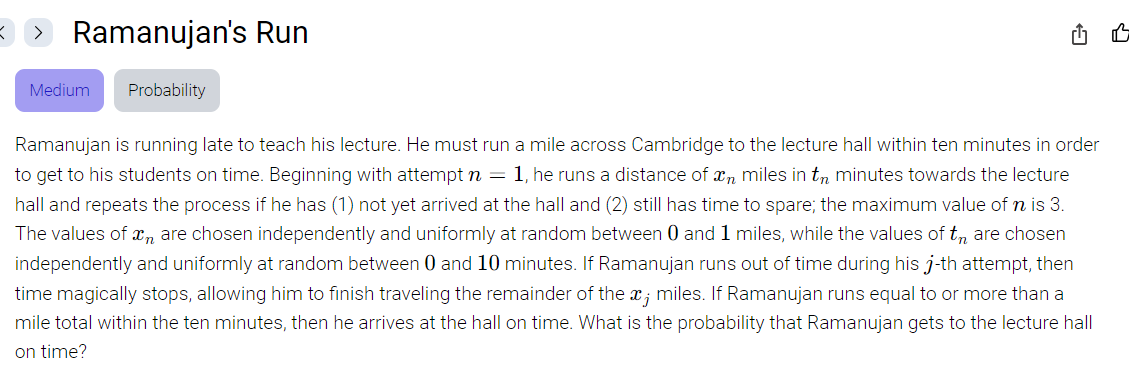 Ramanujan's Run
Medium Probability
Ramanujan is running late to teach his lecture. He must run a mile across Cambridge to the lecture hall within ten minutes in order
to get to his students on time. Beginning with attempt n = 1, he runs a distance of xₙ miles in tₙ minutes towards the lecture
hall and repeats the process if he has (1) not yet arrived at the hall and (2) still has time to spare; the maximum value of n is 3.
The values of xₙ are chosen independently and uniformly at random between 0 and 1 miles, while the values of tₙ are chosen
independently and uniformly at random between 0 and 10 minutes. If Ramanujan runs out of time during his j-th attempt, then
time magically stops, allowing him to finish traveling the remainder of the xⱼ miles. If Ramanujan runs equal to or more than a
mile total within the ten minutes, then he arrives at the hall on time. What is the probability that Ramanujan gets to the lecture hall
on time?